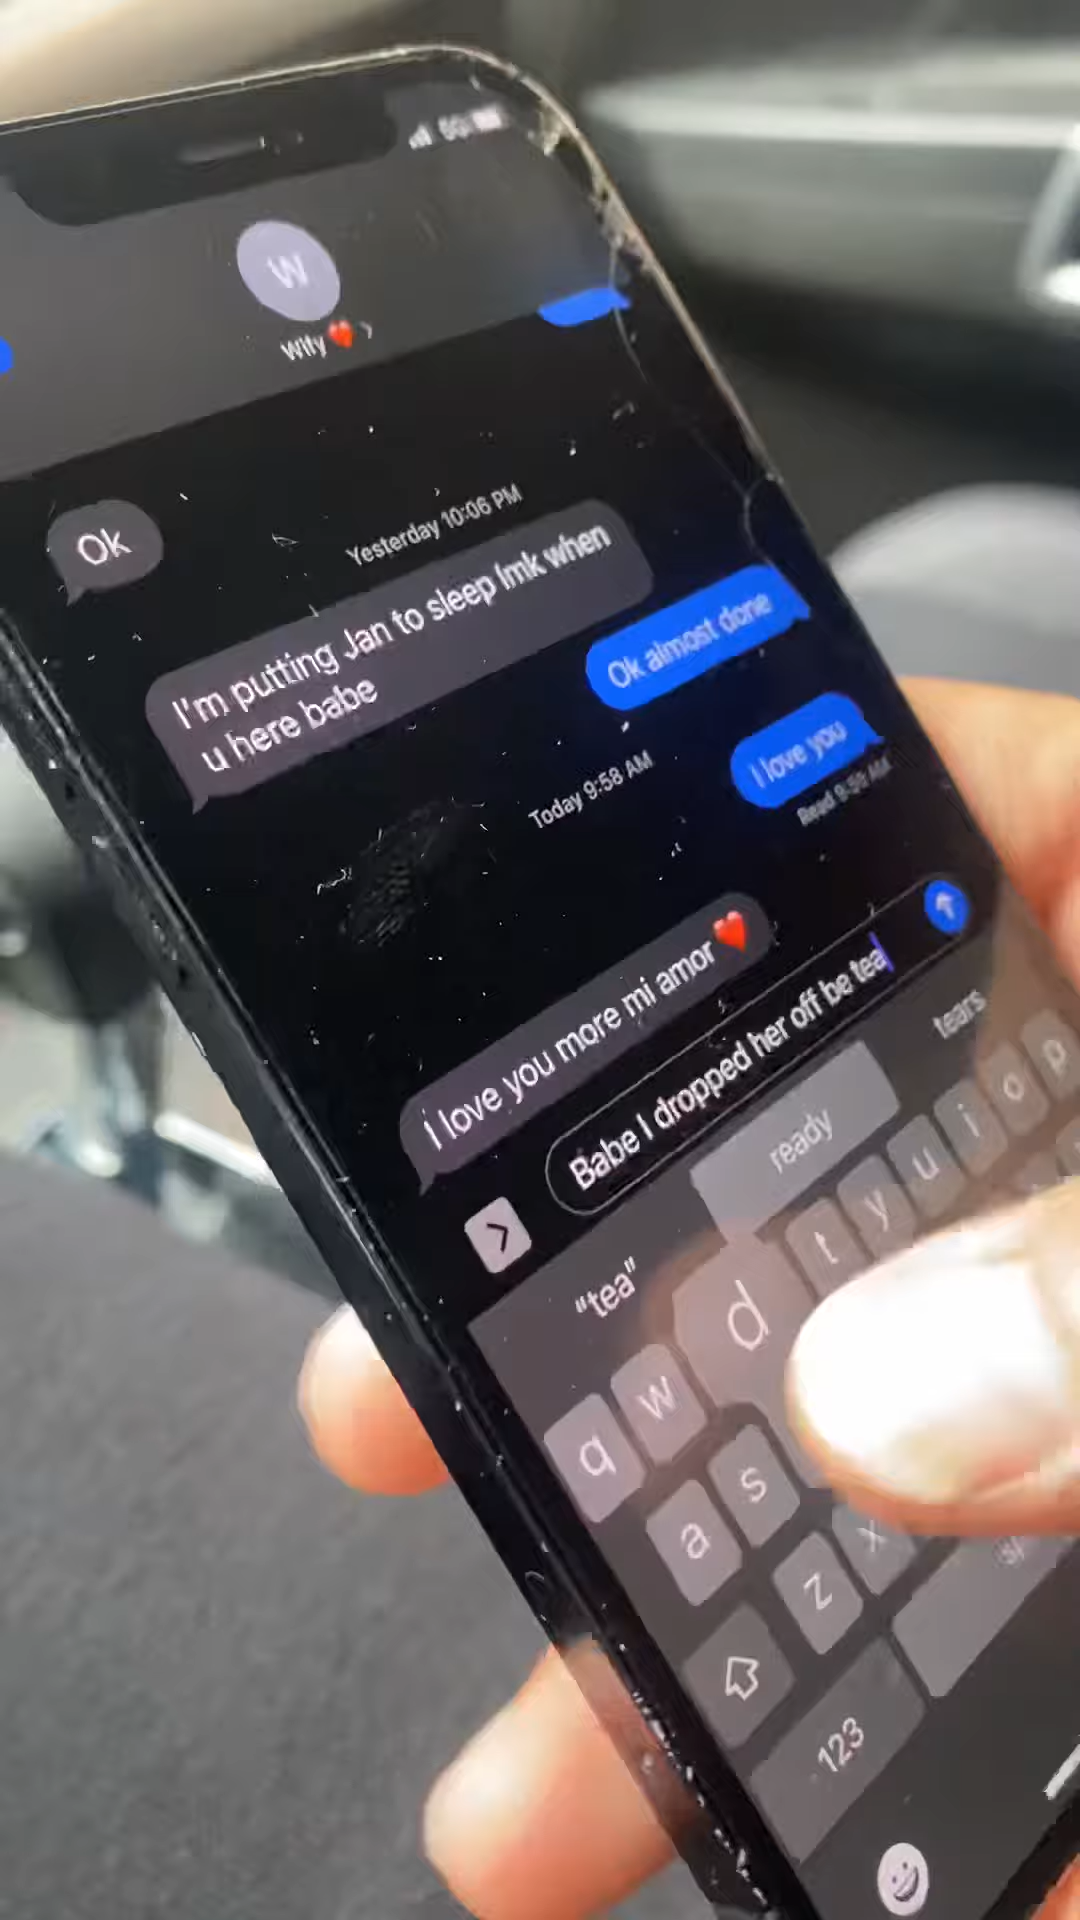 W
Wify ❤️ >
Ok
Yesterday 10:06 PM
I'm putting Jan to sleep lmk when
u here babe
Ok almost done
Today 9:58 AM
I love you
Read 9:58 AM
I love you more mi amor❤️
Babe I dropped her off be tea
"tea"
ready
tears
q w d t y u i o p
a s
z x
123